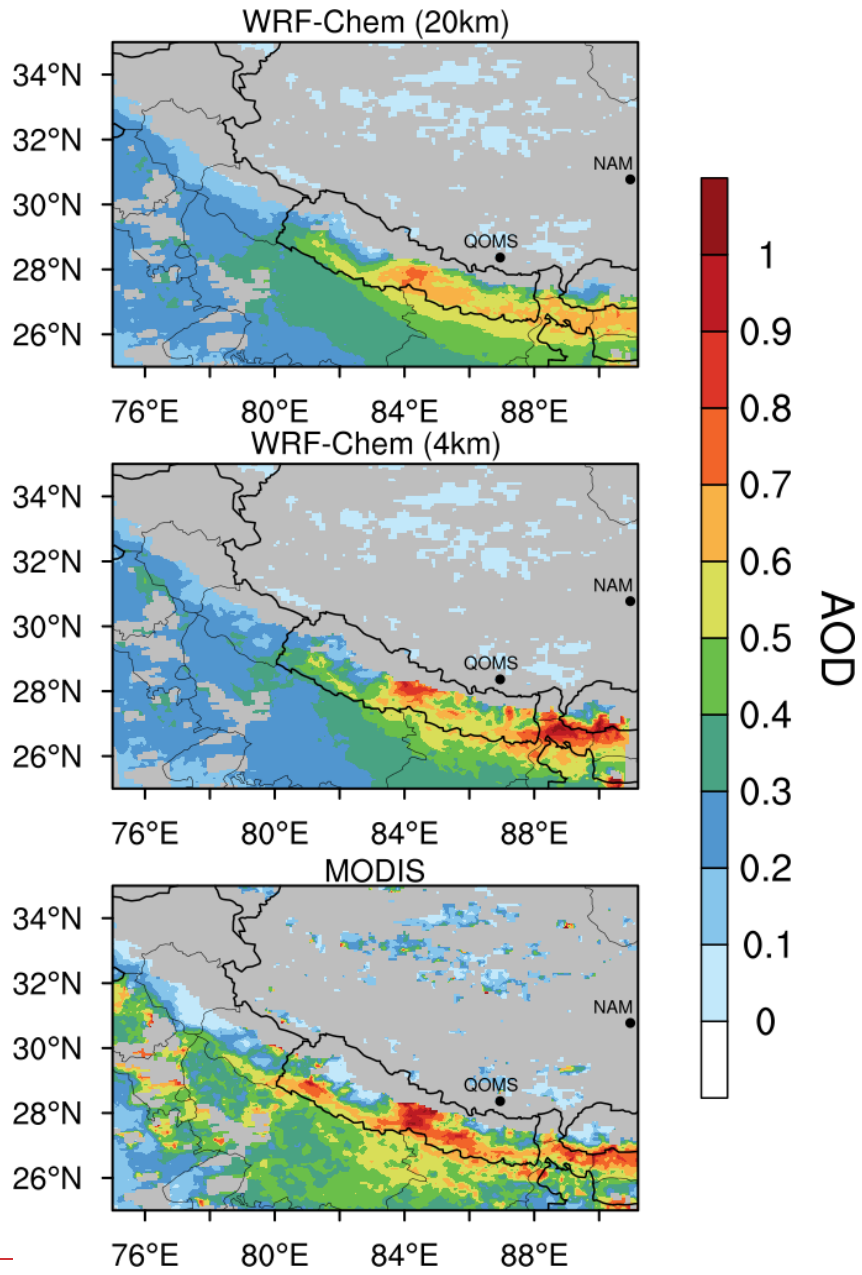 WRF-Chem (20km)
34°N
32°N
NAM
30°N
QOMS
28°N
26°N
76°E 80°E 84°E 88°E
WRF-Chem (4km)
34°N
32°N
NAM
30°N
QOMS
28°N
26°N
76°E 80°E 84°E 88°E
MODIS
34°N
32°N
NAM
30°N
QOMS
28°N
26°N
76°E 80°E 84°E 88°E
1
0.9
0.8
0.7
0.6
0.5
0.4
0.3
0.2
0.1
0
AOD